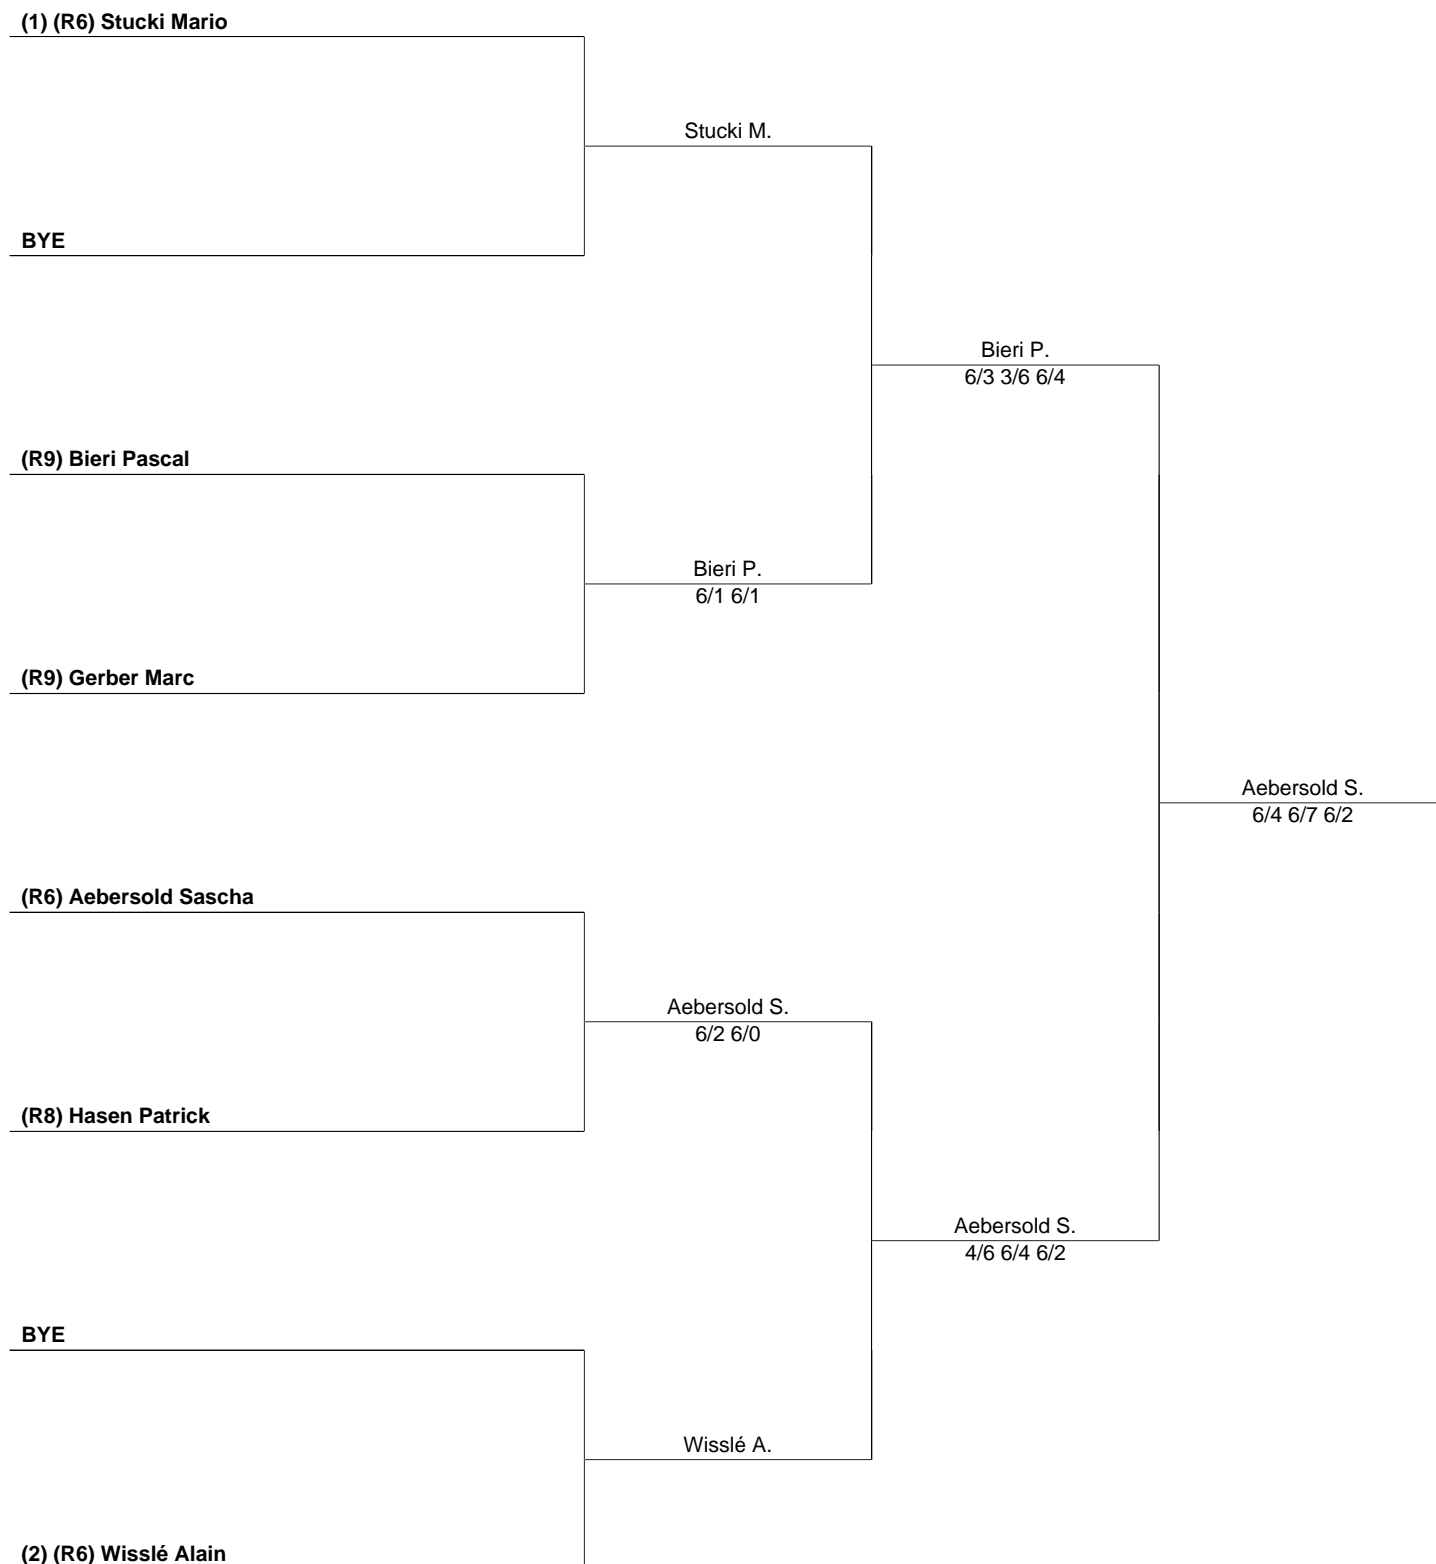 (1) (R6) Stucki Mario
Stucki M.
BYE
Bieri P.
6/3 3/6 6/4
(R9) Bieri Pascal
Bieri P.
6/1 6/1
(R9) Gerber Marc
Aebersold S.
6/4 6/7 6/2
(R6) Aebersold Sascha
Aebersold S.
6/2 6/0
(R8) Hasen Patrick
Aebersold S.
4/6 6/4 6/2
BYE
Wisslé A.
(2) (R6) Wisslé Alain